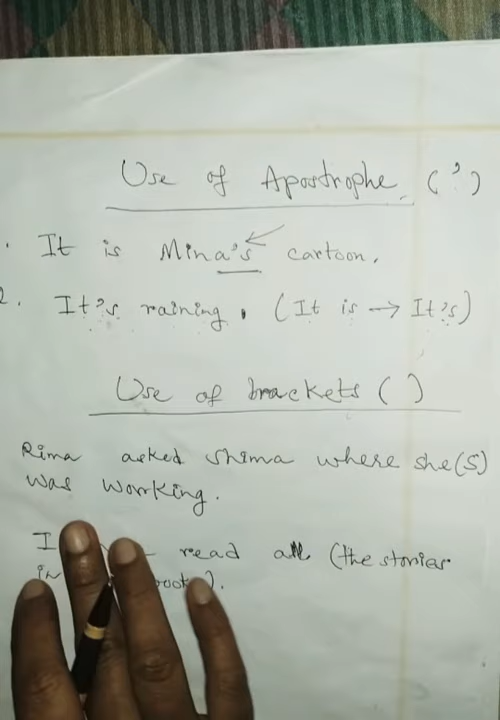 Use of Apostrophe (')
. It is Mina's cartoon.
2. It's raining. (It is → It's)
Use of brackets ( )
Rima asked Shima where she (S)
was working.
I read all (the stories
in book).